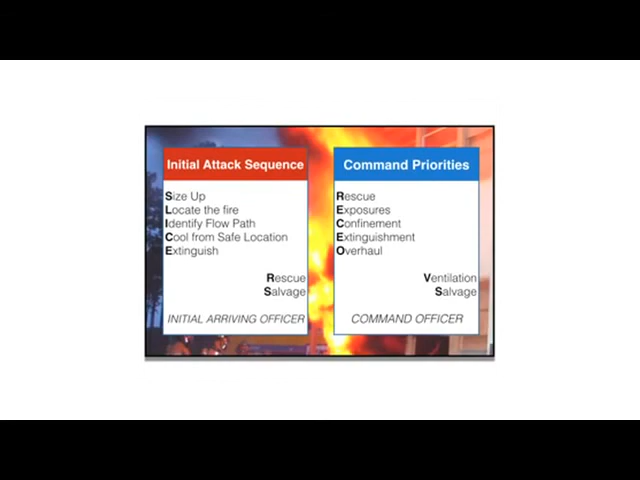 Initial Attack Sequence
Size Up
Locate the fire
Identify Flow Path
Cool from Safe Location
Extinguish
Rescue
Salvage
INITIAL ARRIVING OFFICER
Command Priorities
Rescue
Exposures
Confinement
Extinguishment
Overhaul
Ventilation
Salvage
COMMAND OFFICER